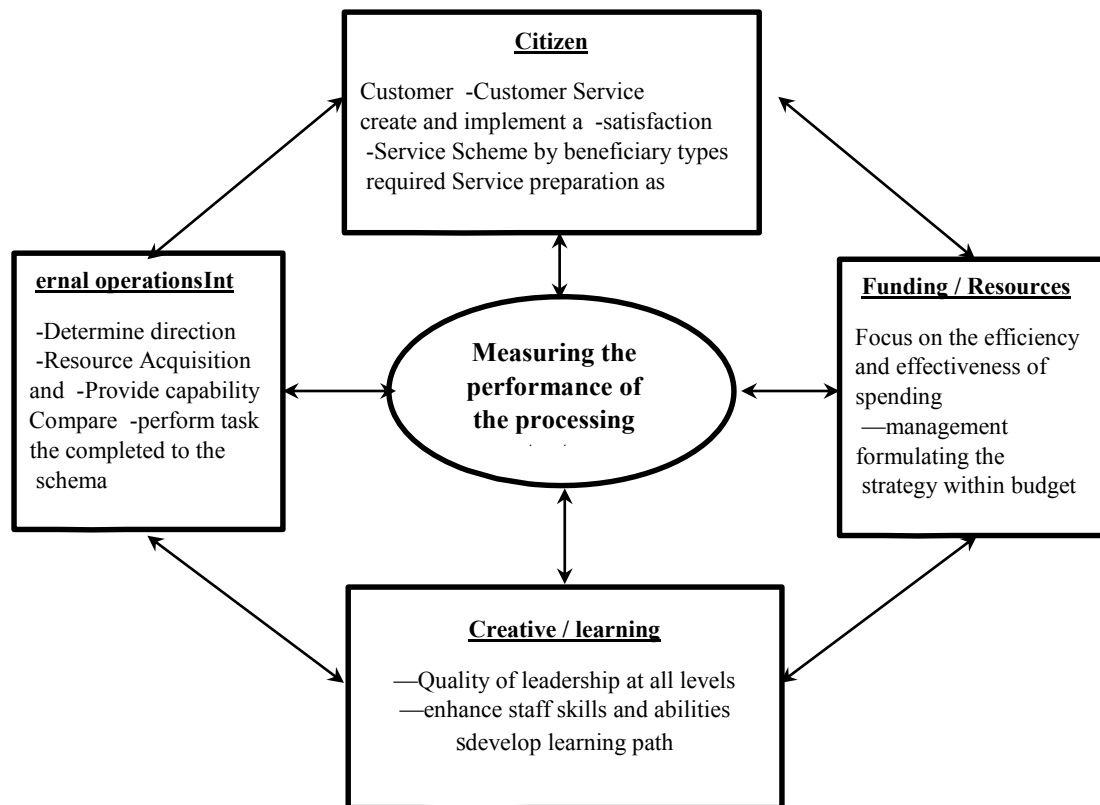 Citizen
Customer -Customer Service
create and implement a -satisfaction
-Service Scheme by beneficiary types
required Service preparation as
ernal operationsInt
-Determine direction
-Resource Acquisition
and -Provide capability
Compare -perform task
the completed to the
schema
Measuring the
performance of
the processing
Funding / Resources
Focus on the efficiency
and effectiveness of
spending
—management
formulating the
strategy within budget
Creative / learning
—Quality of leadership at all levels
—enhance staff skills and abilities
sdevelop learning path